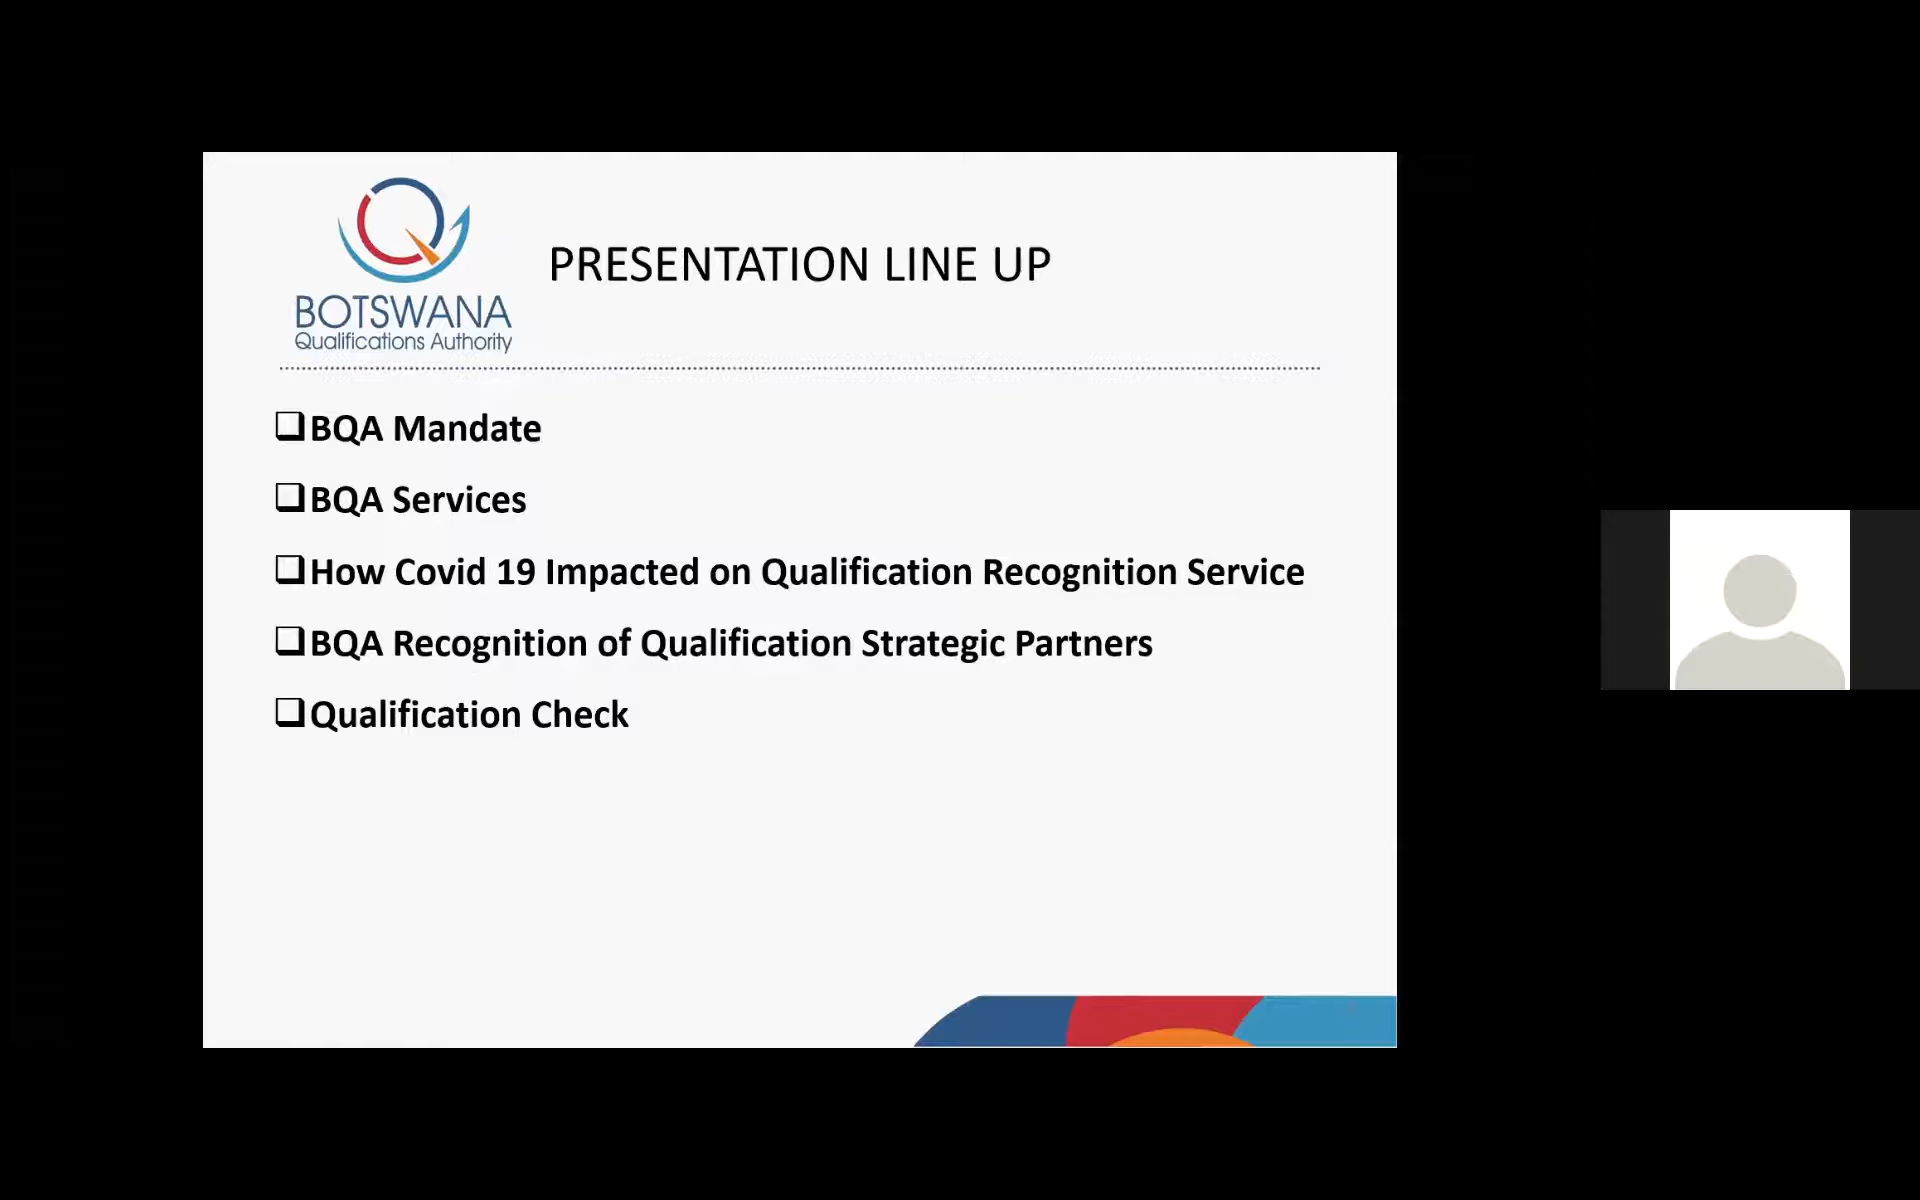 PRESENTATION LINE UP
BOTSWANA
Qualifications Authority
BQA Mandate
BQA Services
How Covid 19 Impacted on Qualification Recognition Service
BQA Recognition of Qualification Strategic Partners
Qualification Check